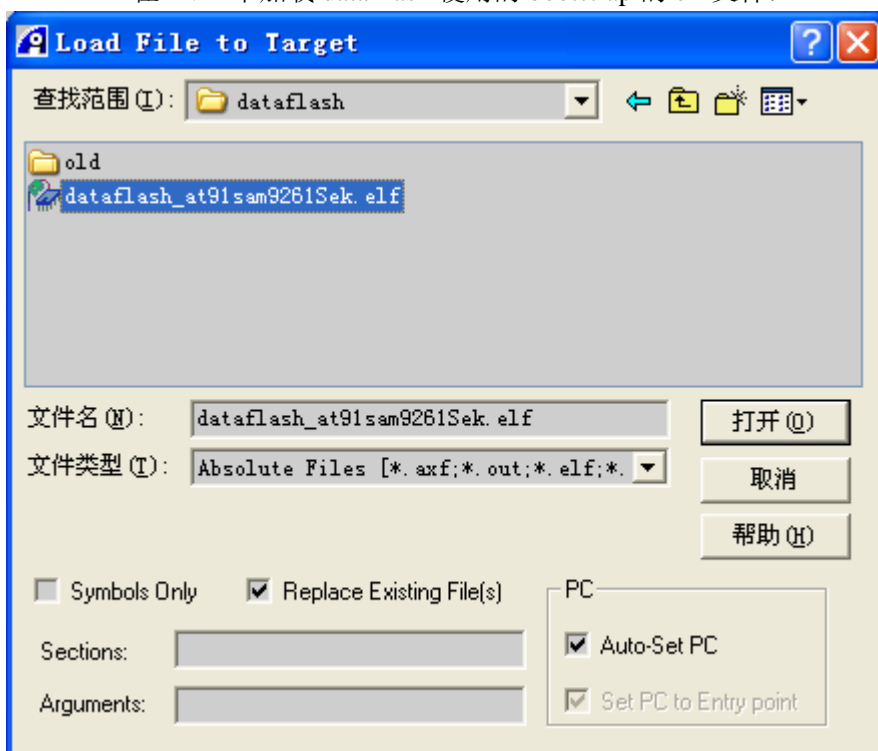 Load File to Target
查找范围(I): dataflash
old
dataflash_at91sam9261Sek.elf
文件名(N): dataflash_at91sam9261Sek.elf 打开(O)
文件类型(T): Absolute Files [*.axf;*.out;*.elf;*. 取消
帮助(H)
Symbols Only Replace Existing File(s) PC
Sections: Auto-Set PC
Arguments: Set PC to Entry point